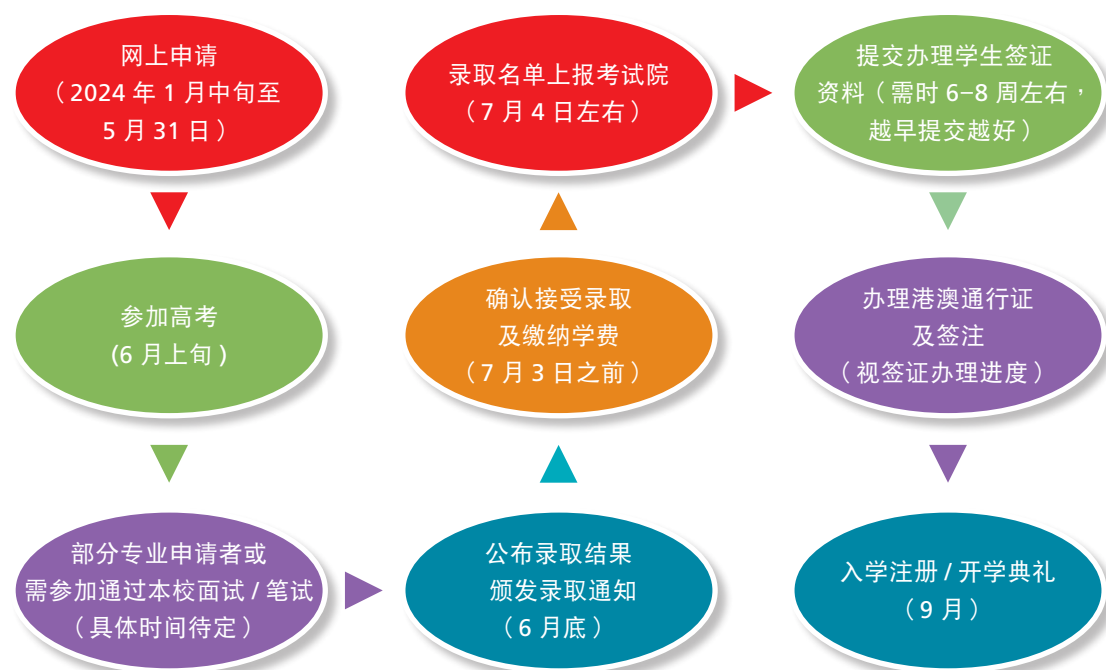 网上申请
（2024 年 1 月中旬至
5 月 31 日）
参加高考
(6 月上旬）
部分专业申请者或
需参加通过本校面试 / 笔试
（具体时间待定）
公布录取结果
颁发录取通知
（6 月底）
确认接受录取
及缴纳学费
（7 月 3 日之前）
录取名单上报考试院
（7 月 4 日左右）
提交办理学生签证
资料（需时 6–8 周左右，
越早提交越好）
办理港澳通行证
及签注
（视签证办理进度）
入学注册 / 开学典礼
（9 月）